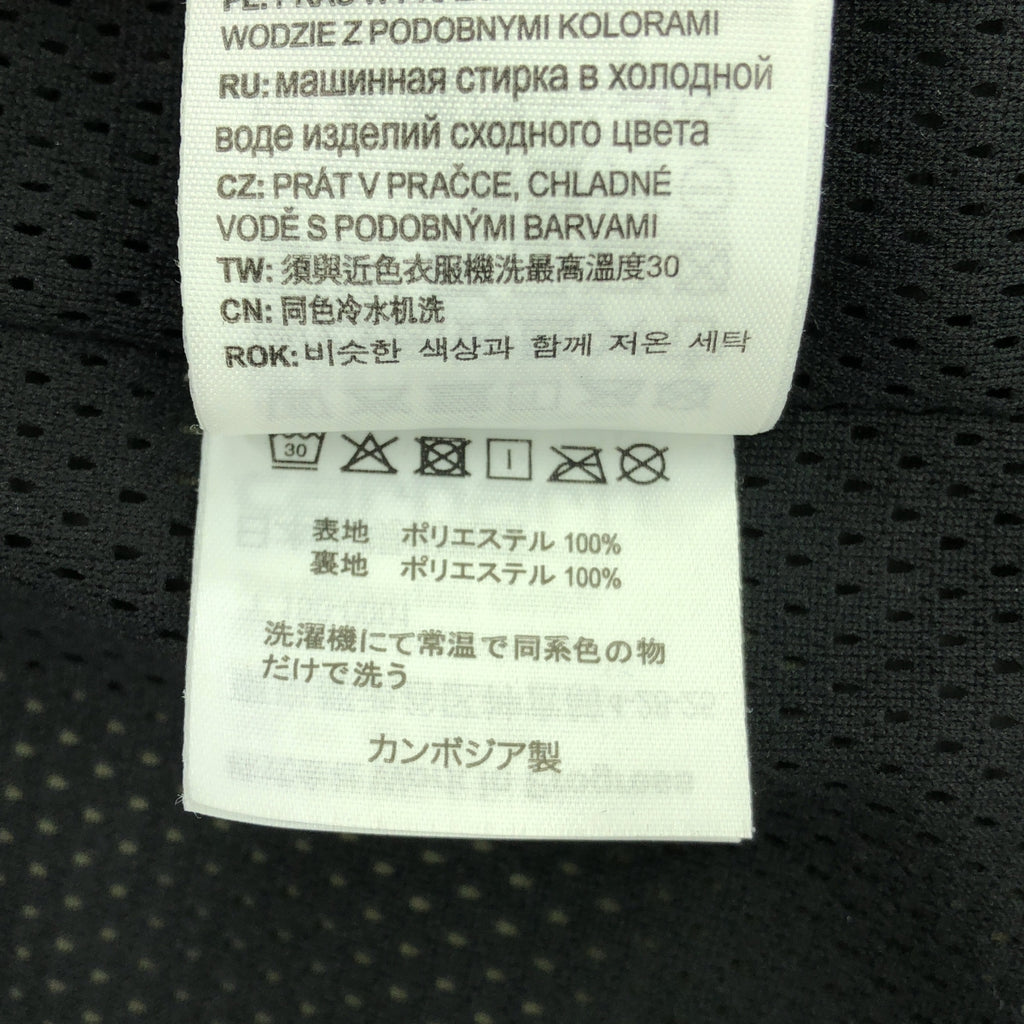 WODZIE Z PODOBNYMI KOLORAMI
RU: машинная стирка в холодной
воде изделий сходного цвета
CZ: PRÁT V PRAČCE, CHLADNÉ
VODĚ S PODOBNÝMI BARVAMI
TW: 須與近色衣服機洗最高溫度30
CN: 同色冷水机洗
ROK: 비슷한 색상과 함께 저온 세탁
30
表地 ポリエステル 100%
裏地 ポリエステル 100%
洗濯機にて常温で同系色の物
だけで洗う
カンボジア製